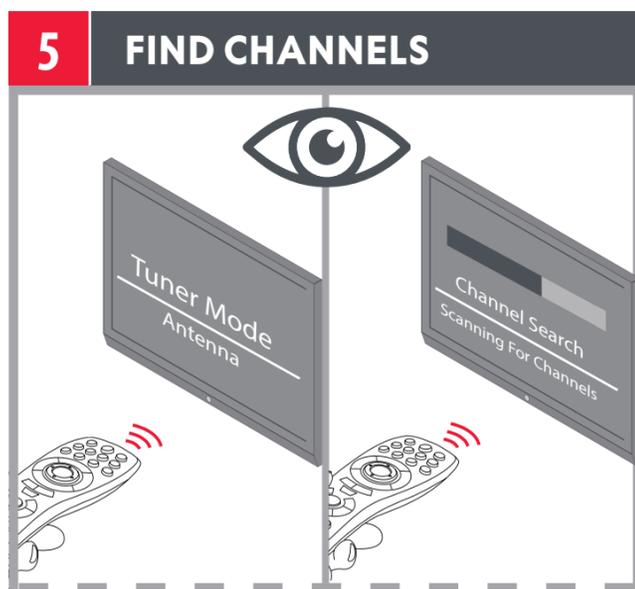 5
FIND CHANNELS
Tuner Mode
Antenna
Channel Search
Scanning For Channels